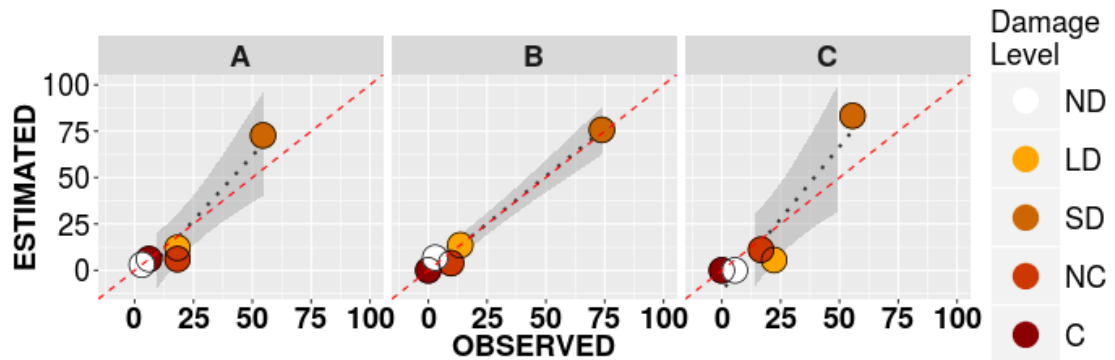 Damage
Level
A B C
ESTIMATED
100
75
50
25
0
0 25 50 75 100 0 25 50 75 100 0 25 50 75 100
OBSERVED
ND
LD
SD
NC
C